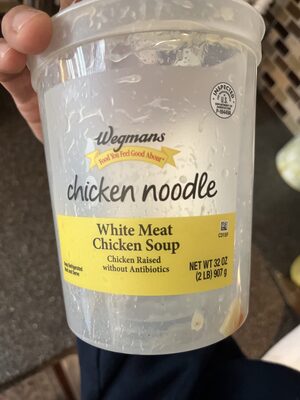 INSPECTED
Wegmans
Food You Feel Good About
chicken noodle
White Meat
Chicken Soup
Chicken Raised
without Antibiotics
NET WT 32 OZ
(2 LB) 907 g